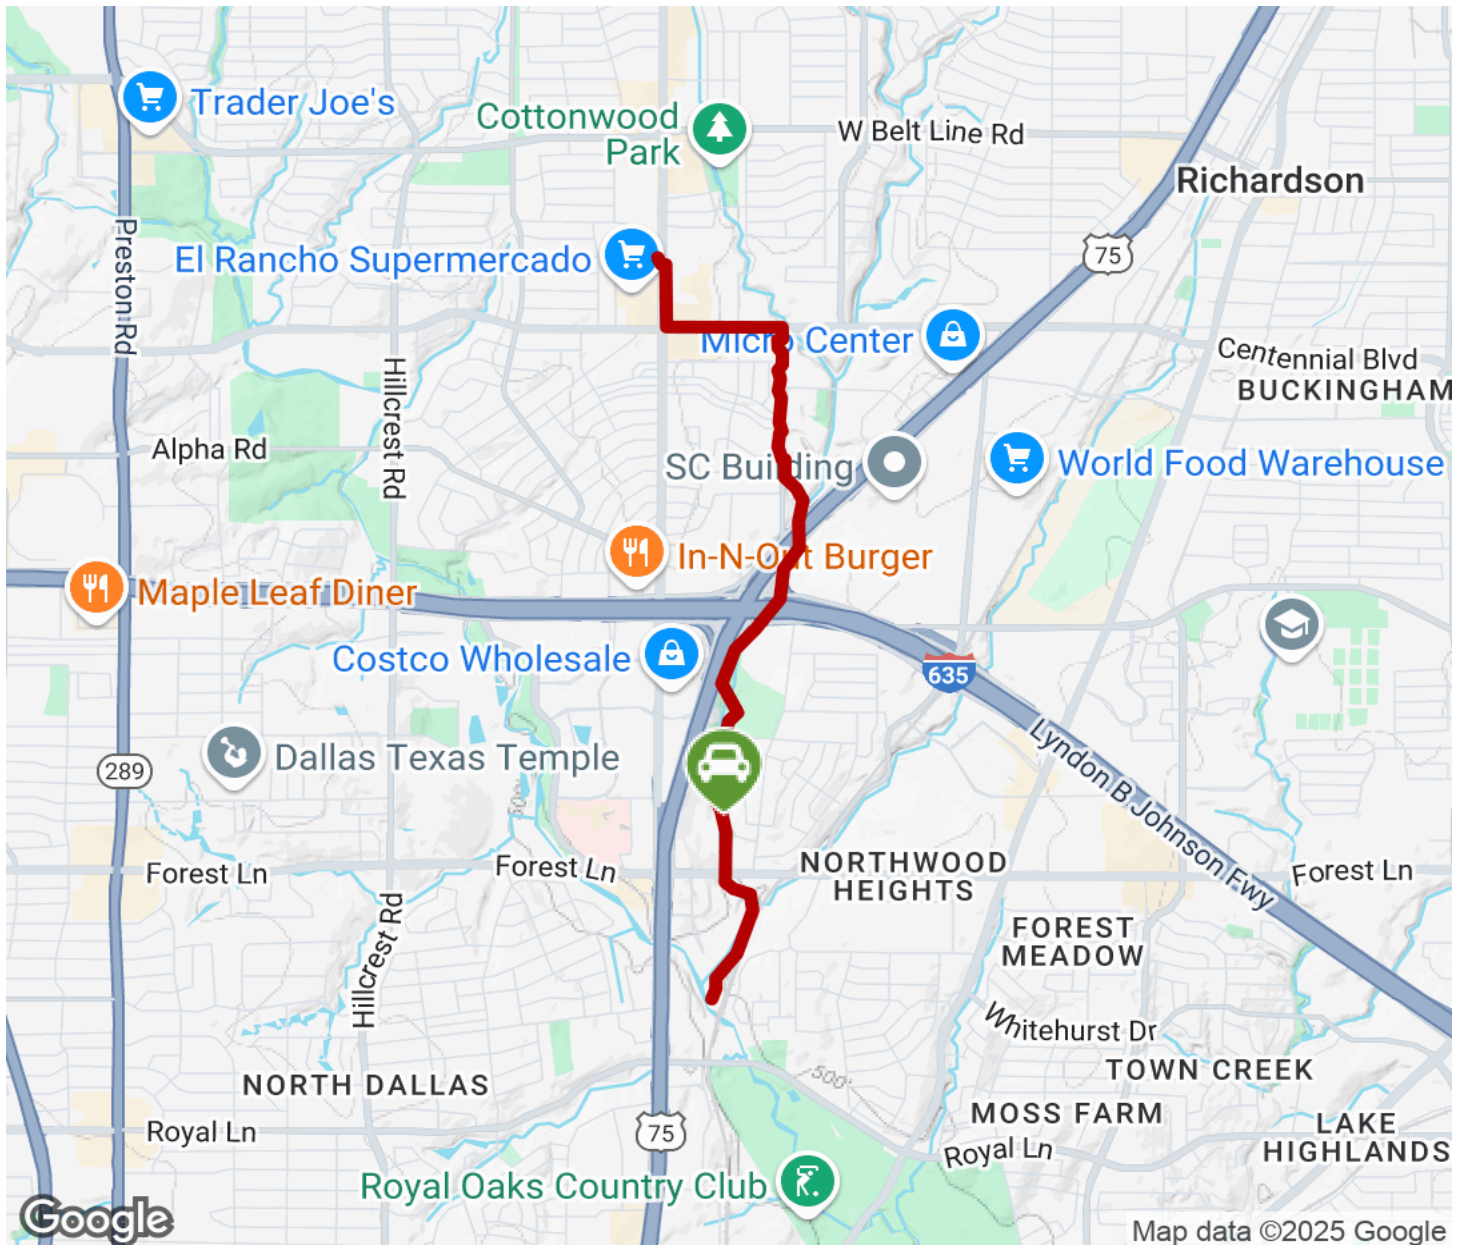 Trader Joe's
Cottonwood
Park
W Belt Line Rd
Richardson
Preston Rd
El Rancho Supermercado
75
Micro Center
Centennial Blvd
BUCKINGHAM
Hillcrest Rd
Alpha Rd
SC Building
World Food Warehouse
In-N-Out Burger
Maple Leaf Diner
Costco Wholesale
635
Lyndon B. Johnson Fwy
289
Dallas Texas Temple
500'
Forest Ln
Forest Ln
NORTHWOOD
HEIGHTS
Forest Ln
Hillcrest Rd
FOREST
MEADOW
Whitehurst Dr
500'
TOWN CREEK
NORTH DALLAS
MOSS FARM
Royal Ln
75
Royal Ln
LAKE
HIGHLANDS
Royal Oaks Country Club
Google
Map data ©2025 Google